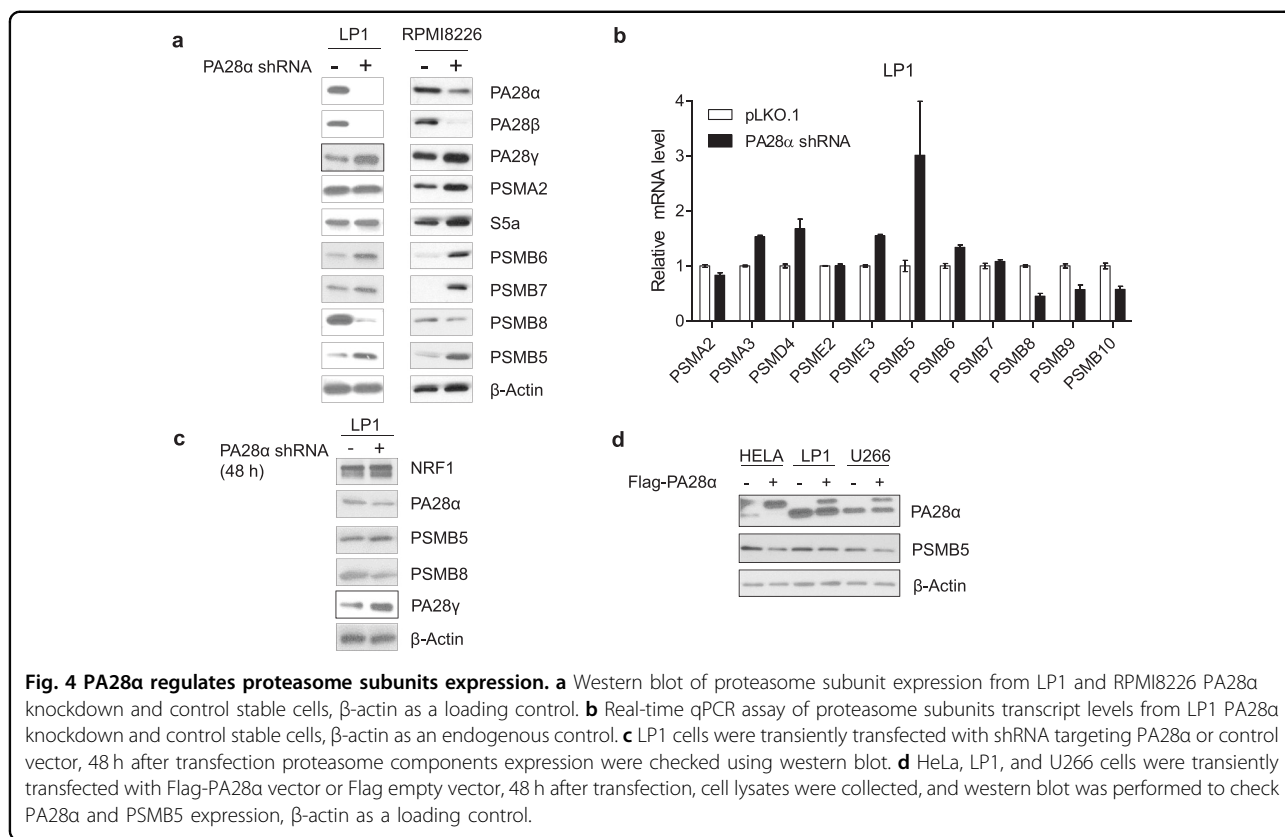 a
LP1 RPMI8226
PA28α shRNA - + - +
PA28α
PA28β
PA28γ
PSMA2
S5a
PSMB6
PSMB7
PSMB8
PSMB5
β-Actin
b
LP1
4
3
2
1
0
Relative mRNA level
pLKO.1
PA28α shRNA
PSMA2
PSMA3
PSMD4
PSME2
PSME3
PSMB5
PSMB6
PSMB7
PSMB8
PSMB9
PSMB10
c
LP1
PA28α shRNA - +
(48 h)
NRF1
PA28α
PSMB5
PSMB8
PA28γ
β-Actin
d
HELA LP1 U266
Flag-PA28α - + - + - +
PA28α
PSMB5
β-Actin
Fig. 4 PA28α regulates proteasome subunits expression. a Western blot of proteasome subunit expression from LP1 and RPMI8226 PA28α
knockdown and control stable cells, β-actin as a loading control. b Real-time qPCR assay of proteasome subunits transcript levels from LP1 PA28α
knockdown and control stable cells, β-actin as an endogenous control. c LP1 cells were transiently transfected with shRNA targeting PA28α or control
vector, 48 h after transfection proteasome components expression were checked using western blot. d HeLa, LP1, and U266 cells were transiently
transfected with Flag-PA28α vector or Flag empty vector, 48 h after transfection, cell lysates were collected, and western blot was performed to check
PA28α and PSMB5 expression, β-actin as a loading control.